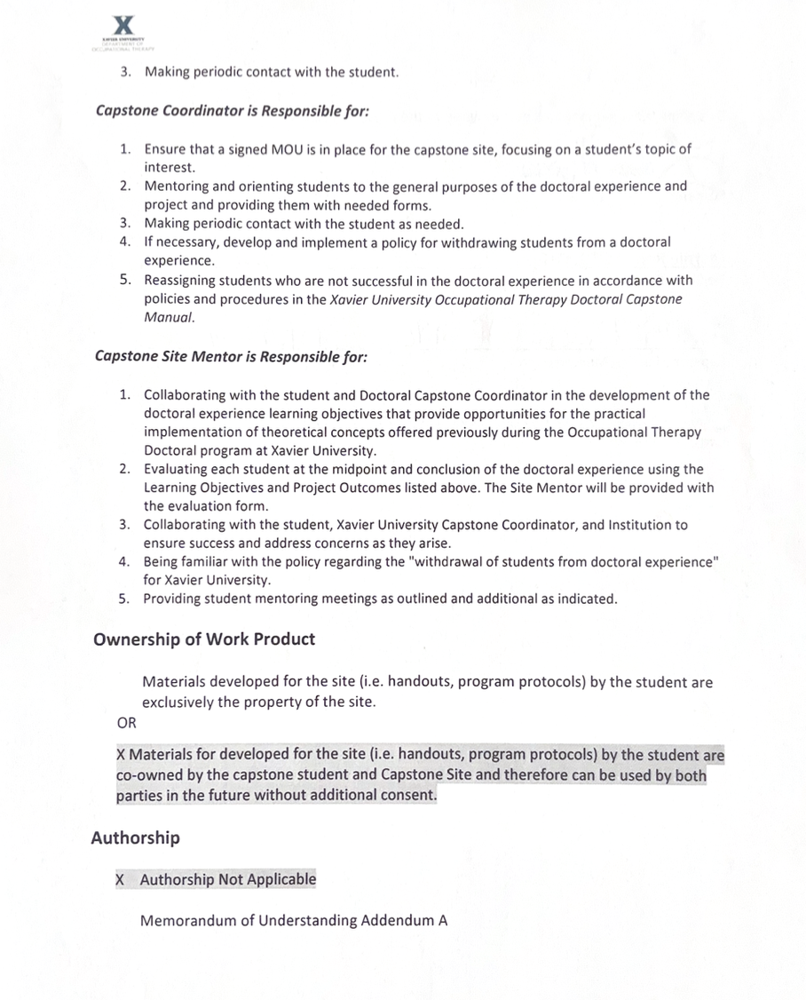 X
XAVIER UNIVERSITY
DEPARTMENT OF
OCCUPATIONAL THERAPY
3. Making periodic contact with the student.
Capstone Coordinator is Responsible for:
1. Ensure that a signed MOU is in place for the capstone site, focusing on a student's topic of
interest.
2. Mentoring and orienting students to the general purposes of the doctoral experience and
project and providing them with needed forms.
3. Making periodic contact with the student as needed.
4. If necessary, develop and implement a policy for withdrawing students from a doctoral
experience.
5. Reassigning students who are not successful in the doctoral experience in accordance with
policies and procedures in the Xavier University Occupational Therapy Doctoral Capstone
Manual.
Capstone Site Mentor is Responsible for:
1. Collaborating with the student and Doctoral Capstone Coordinator in the development of the
doctoral experience learning objectives that provide opportunities for the practical
implementation of theoretical concepts offered previously during the Occupational Therapy
Doctoral program at Xavier University.
2. Evaluating each student at the midpoint and conclusion of the doctoral experience using the
Learning Objectives and Project Outcomes listed above. The Site Mentor will be provided with
the evaluation form.
3. Collaborating with the student, Xavier University Capstone Coordinator, and Institution to
ensure success and address concerns as they arise.
4. Being familiar with the policy regarding the "withdrawal of students from doctoral experience"
for Xavier University.
5. Providing student mentoring meetings as outlined and additional as indicated.
Ownership of Work Product
Materials developed for the site (i.e. handouts, program protocols) by the student are
exclusively the property of the site.
OR
X Materials for developed for the site (i.e. handouts, program protocols) by the student are
co-owned by the capstone student and Capstone Site and therefore can be used by both
parties in the future without additional consent.
Authorship
X Authorship Not Applicable
Memorandum of Understanding Addendum A